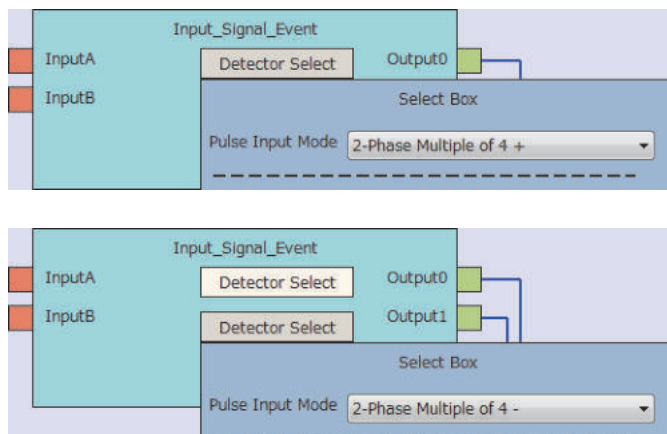 Input_Signal_Event
InputA
Detector Select
Output0
InputB
Select Box
Pulse Input Mode 2-Phase Multiple of 4 +
Input_Signal_Event
InputA
Detector Select
Output0
InputB
Detector Select
Output1
Select Box
Pulse Input Mode 2-Phase Multiple of 4 -